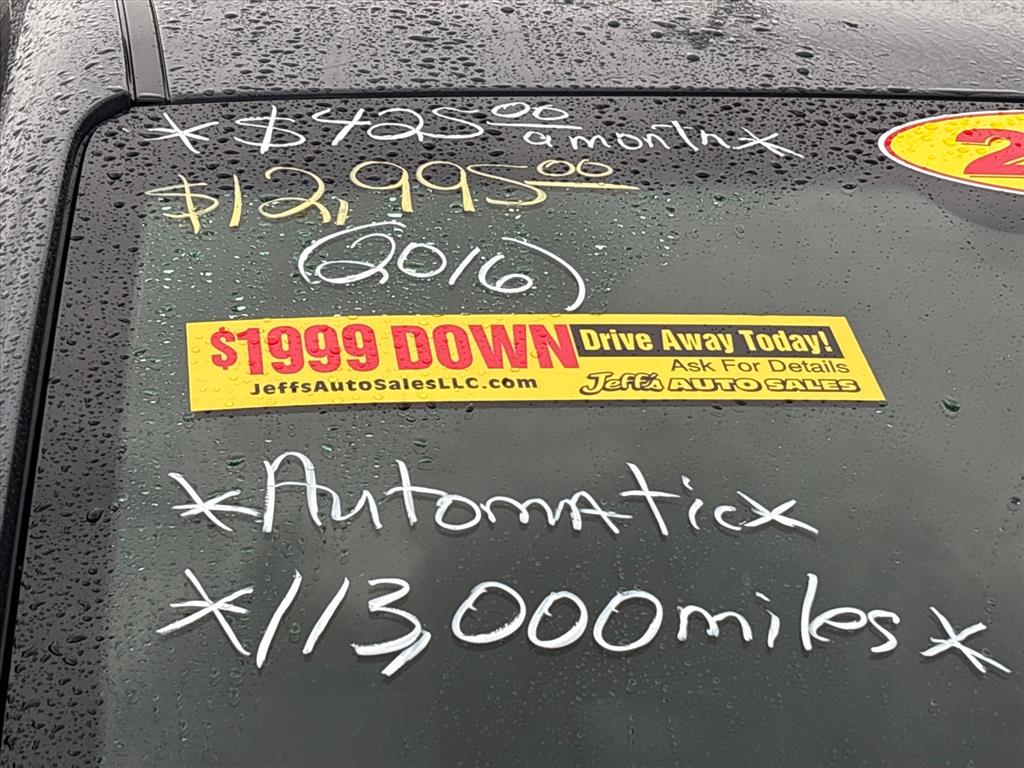 *$425.00 a month*
$12,995.00
(2016)
2
$1999 DOWN Drive Away Today!
Ask For Details
JeffsAutoSalesLLC.com Jeff's AUTO SALES
*Automatic*
*113,000 miles*